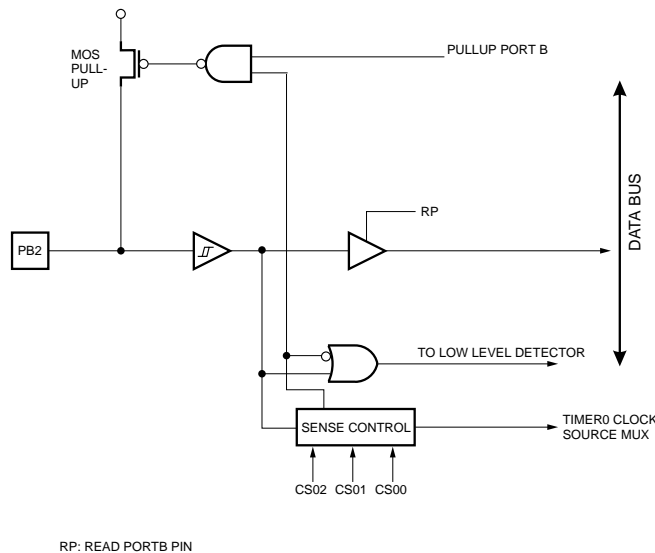 MOS
PULL-
UP
PULLUP PORT B
RP
DATA BUS
PB2
TO LOW LEVEL DETECTOR
SENSE CONTROL
TIMER0 CLOCK
SOURCE MUX
CS02 CS01 CS00
RP: READ PORTB PIN